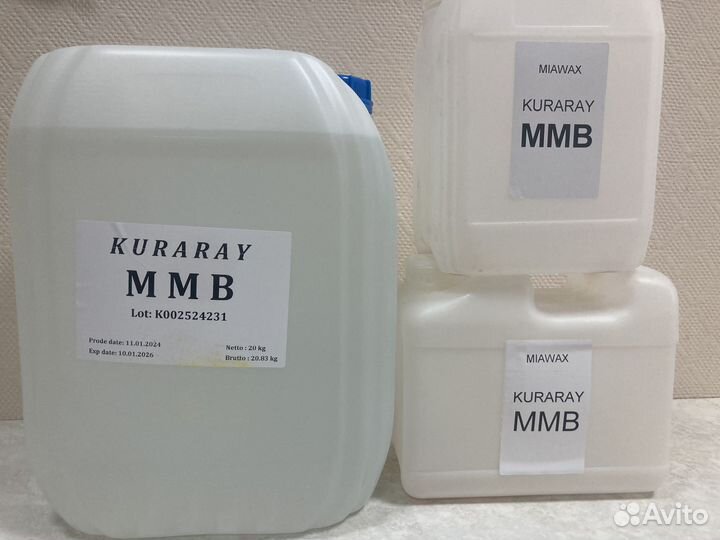 KURARAY
MMB
Lot: K002524231
Prode date: 11.01.2024 Netto : 20 kg
Exp date: 10.01.2026 Brutto : 20.83 kg
MIAWAX
KURARAY
MMB
MIAWAX
KURARAY
MMB
Avito